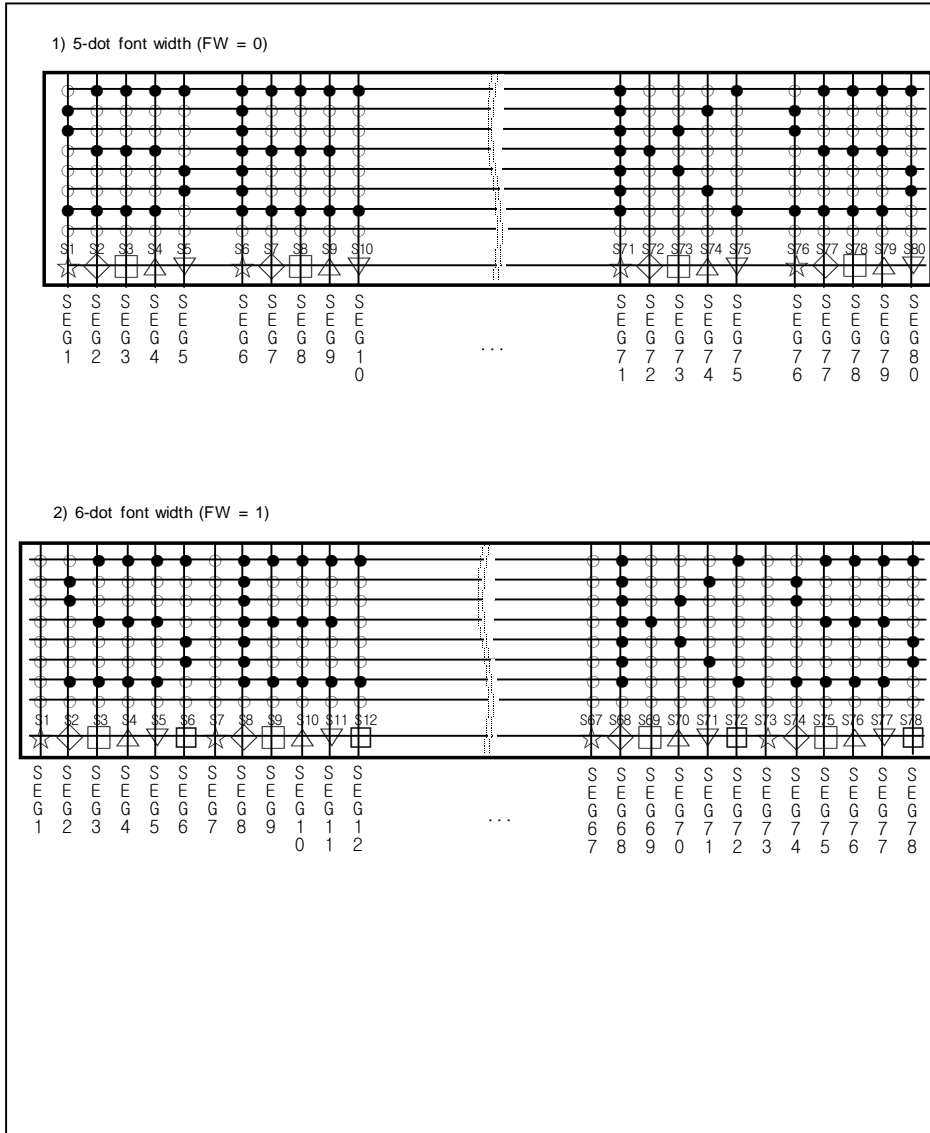 1) 5-dot font width (FW = 0)
S1 S2 S3 S4 S5 S6 S7 S8 S9 S10 S71 S72 S73 S74 S75 S76 S77 S78 S79 S80
SEG1 SEG2 SEG3 SEG4 SEG5 SEG6 SEG7 SEG8 SEG9 SEG10 ... SEG71 SEG72 SEG73 SEG74 SEG75 SEG76 SEG77 SEG78 SEG79 SEG80
2) 6-dot font width (FW = 1)
S1 S2 S3 S4 S5 S6 S7 S8 S9 S10 S11 S12 S67 S68 S69 S70 S71 S72 S73 S74 S75 S76 S77 S78
SEG1 SEG2 SEG3 SEG4 SEG5 SEG6 SEG7 SEG8 SEG9 SEG10 SEG11 SEG12 ... SEG67 SEG68 SEG69 SEG70 SEG71 SEG72 SEG73 SEG74 SEG75 SEG76 SEG77 SEG78